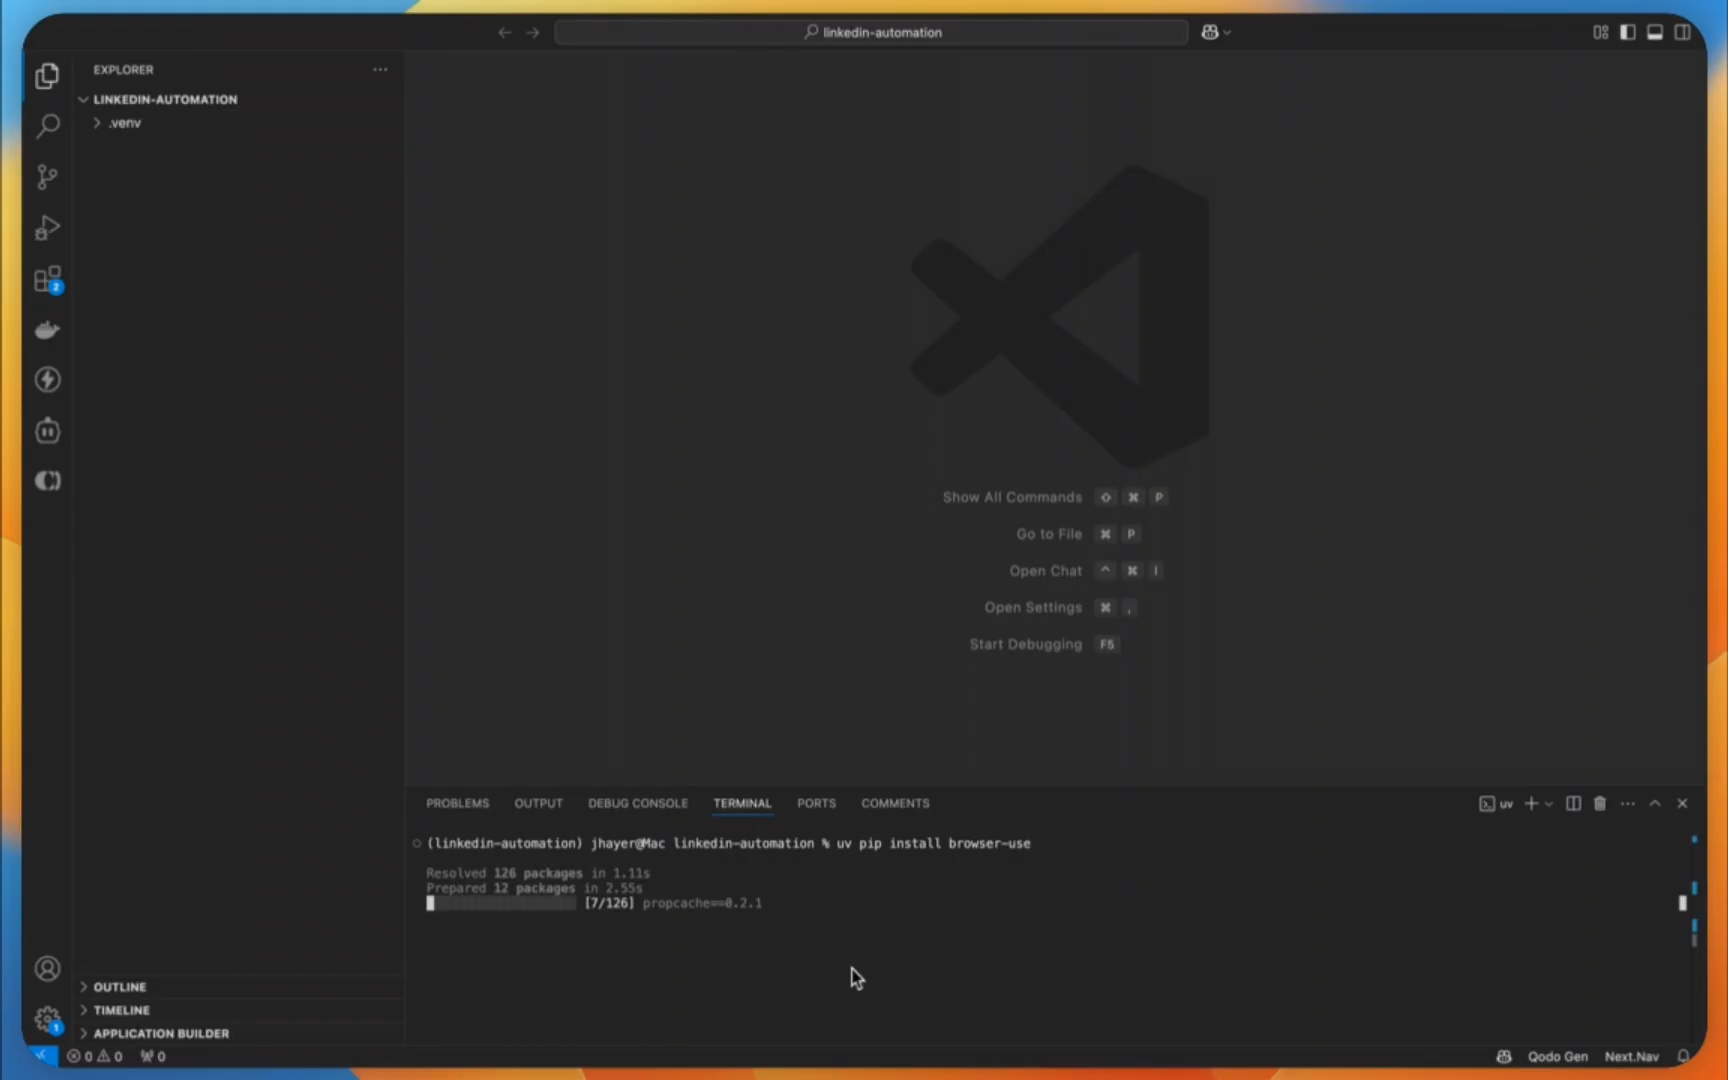 linkedin-automation
EXPLORER
LINKEDIN-AUTOMATION
.venv
2
Show All Commands ⇧ ⌘ P
Go to File ⌘ P
Open Chat ^ ⌘ I
Open Settings ⌘ ,
Start Debugging F5
PROBLEMS OUTPUT DEBUG CONSOLE TERMINAL PORTS COMMENTS
uv
(linkedin-automation) jhayer@Mac linkedin-automation % uv pip install browser-use
Resolved 126 packages in 1.11s
Prepared 12 packages in 2.55s
[7/126] propcache==0.2.1
OUTLINE
TIMELINE
1
APPLICATION BUILDER
0 0 0
Qodo Gen Next.Nav